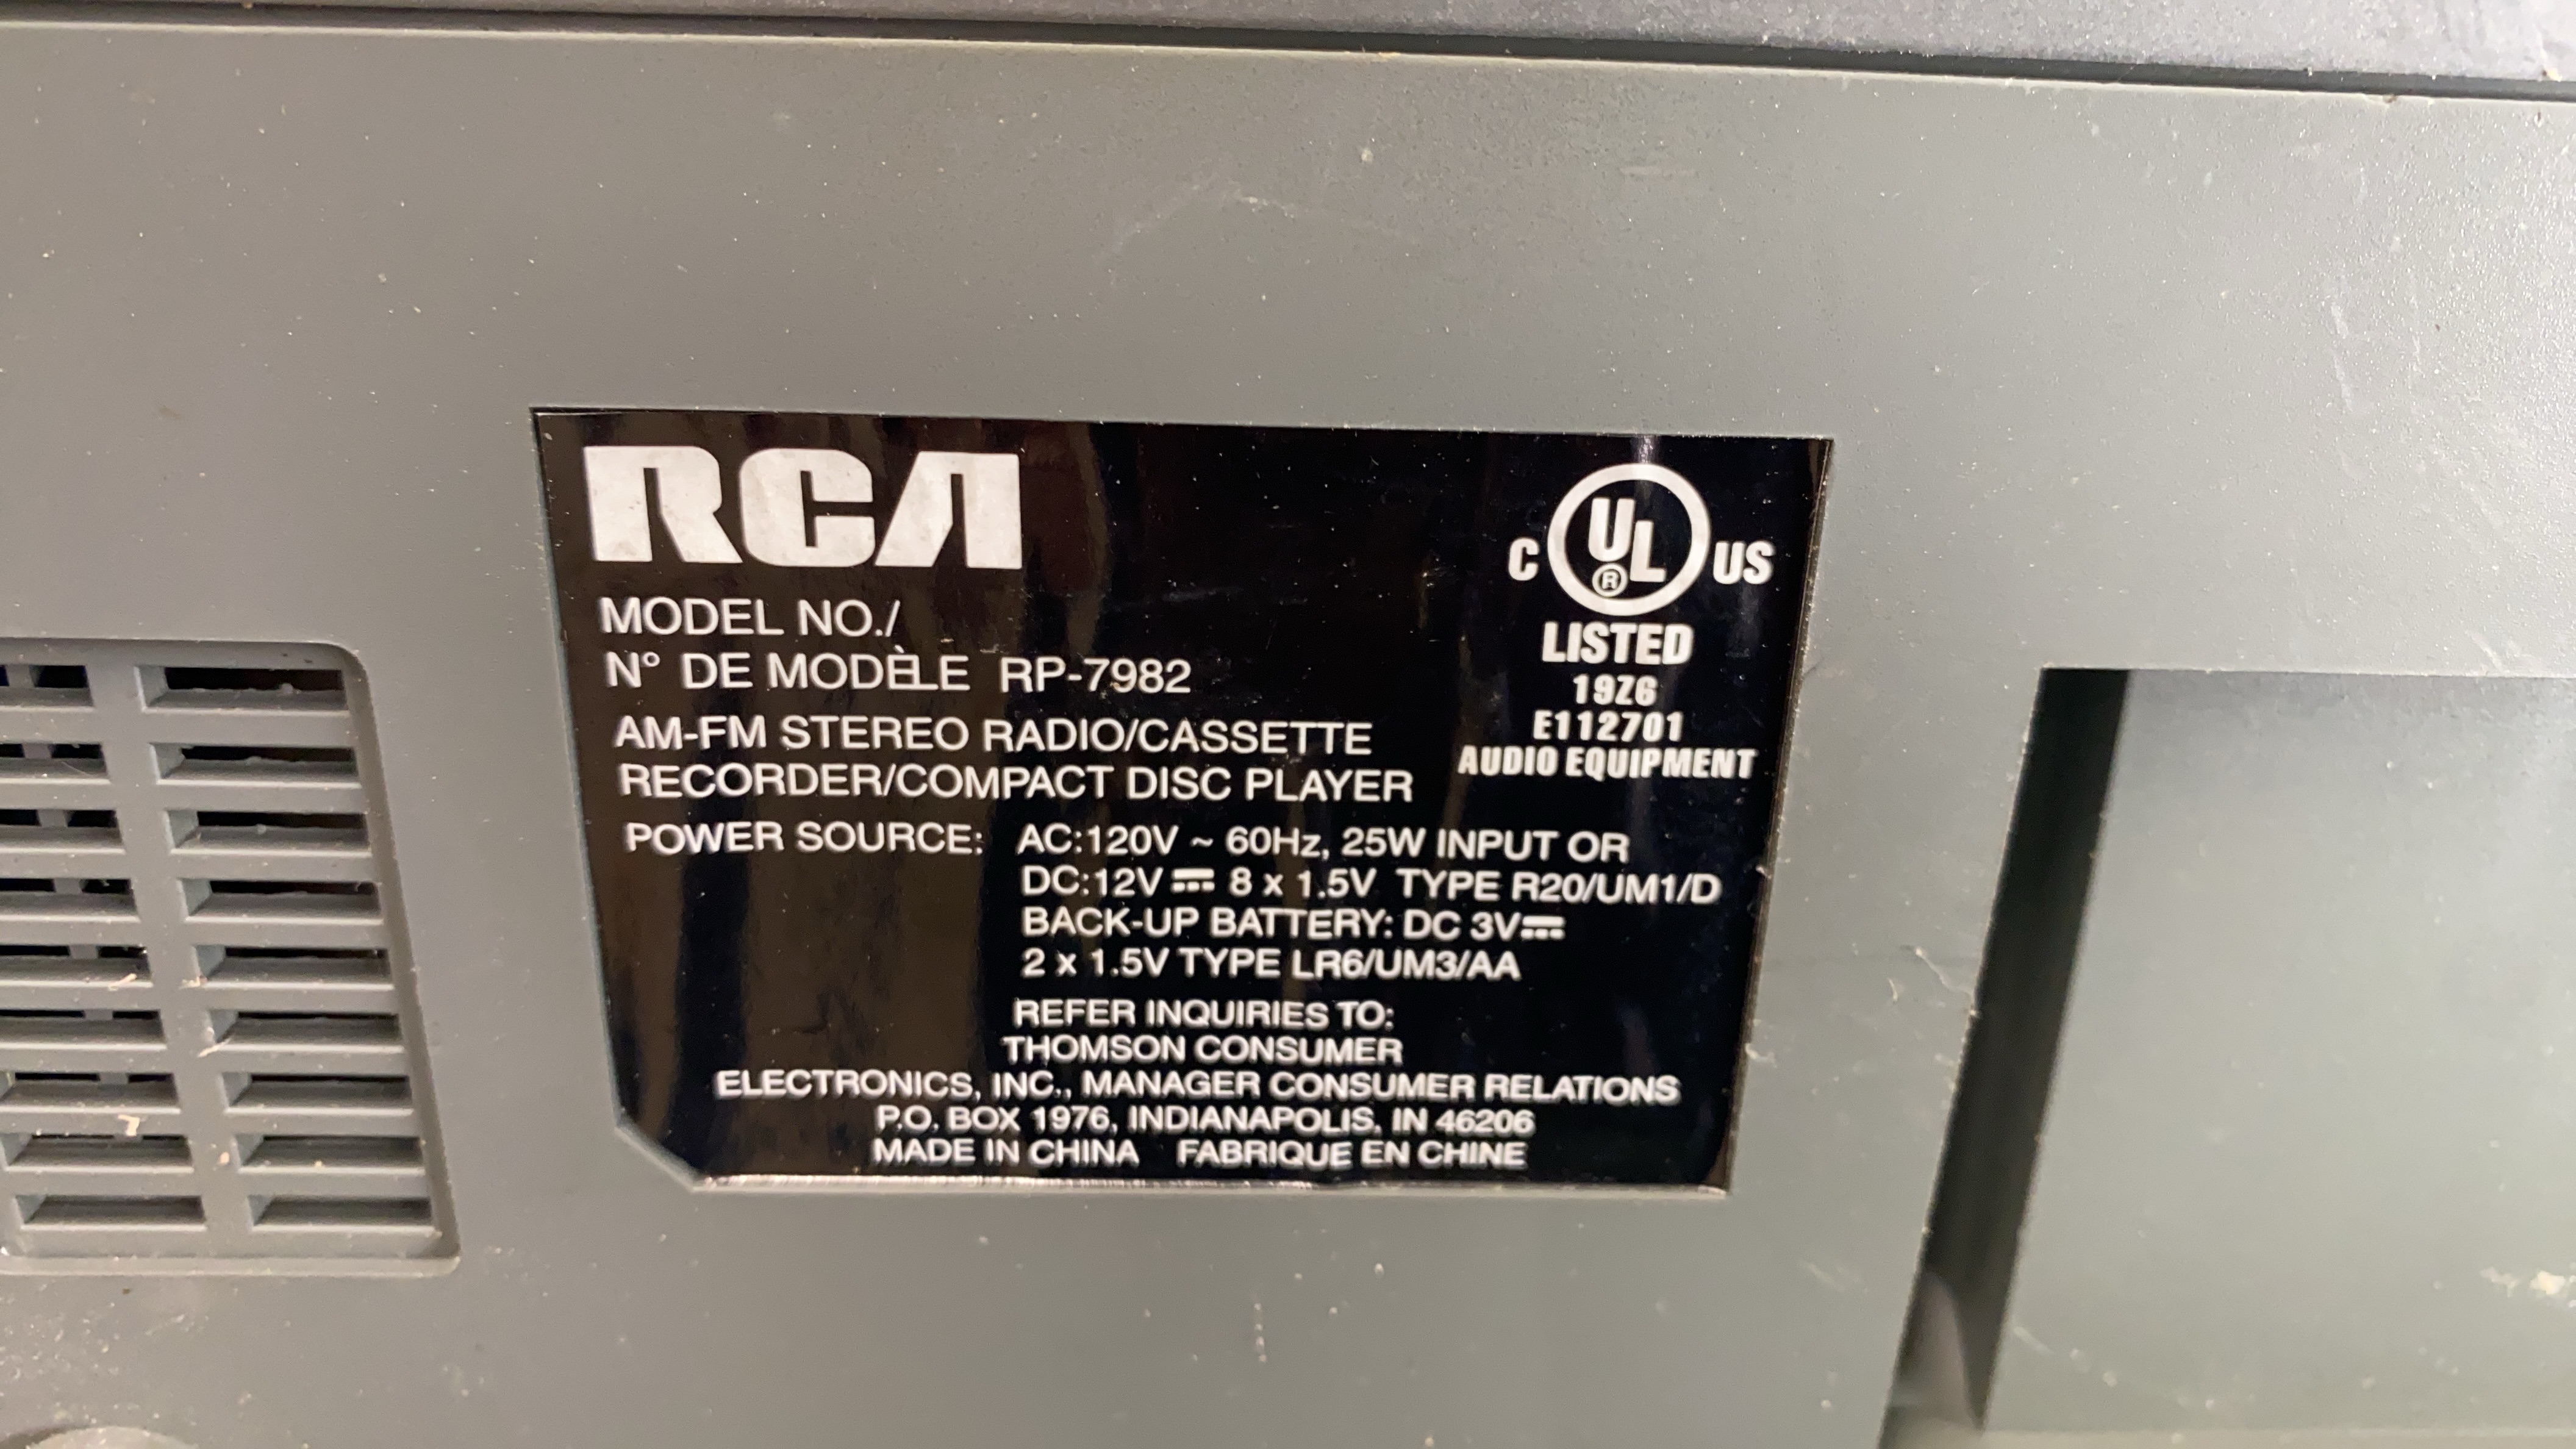 RCA
MODEL NO./
N° DE MODÈLE RP-7982
AM-FM STEREO RADIO/CASSETTE
RECORDER/COMPACT DISC PLAYER
C UL ® US
LISTED
19Z6
E112701
AUDIO EQUIPMENT
POWER SOURCE: AC:120V ~ 60Hz, 25W INPUT OR
DC:12V ⎓ 8 x 1.5V TYPE R20/UM1/D
BACK-UP BATTERY: DC 3V⎓
2 x 1.5V TYPE LR6/UM3/AA
REFER INQUIRIES TO:
THOMSON CONSUMER
ELECTRONICS, INC., MANAGER CONSUMER RELATIONS
P.O. BOX 1976, INDIANAPOLIS, IN 46206
MADE IN CHINA FABRIQUE EN CHINE